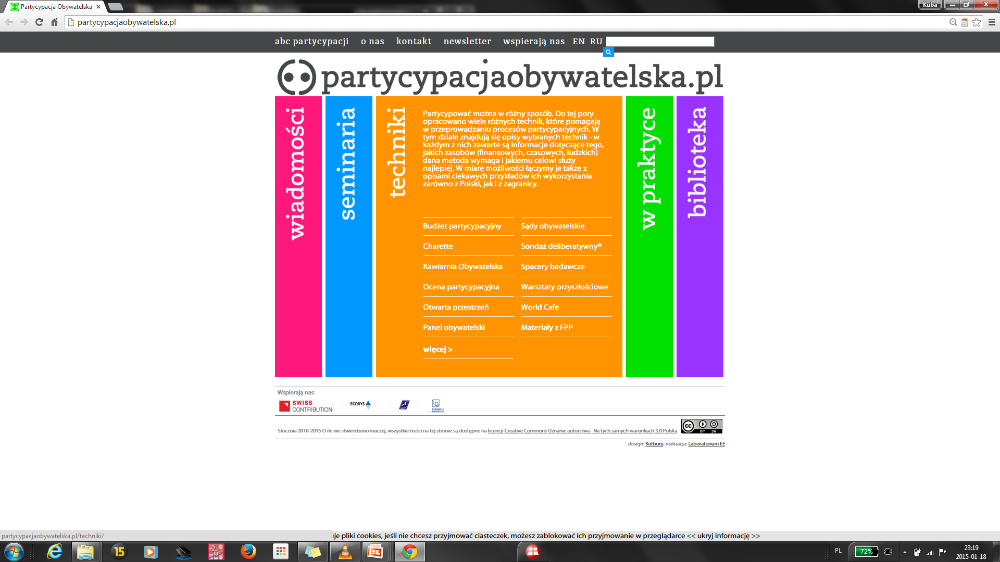 Partycypacja Obywatelska
Kuba
partycypacjaobywatelska.pl
abc partycypacji o nas kontakt newsletter wspierają nas EN RU
partycypacjaobywatelska.pl
wiadomości
seminaria
techniki
Partycypować można w różny sposób. Do tej pory
opracowano wiele różnych technik, które pomagają
w przeprowadzaniu procesów partycypacyjnych. W
tym dziale znajdują się opisy wybranych technik - w
każdym z nich zawarte są informacje dotyczące tego,
jakich zasobów (finansowych, czasowych, ludzkich)
dana metoda wymaga i jakiemu celowi służy
najlepiej. W miarę możliwości łączymy je także z
opisami ciekawych przykładów ich wykorzystania
zarówno z Polski, jak i z zagranicy.
Budżet partycypacyjny
Charette
Kawiarnia Obywatelska
Ocena partycypacyjna
Otwarta przestrzeń
Panel obywatelski
więcej >
Sądy obywatelskie
Sondaż deliberatywny®
Spacery badawcze
Warsztaty przyszłościowe
World Cafe
Materiały z FPP
w praktyce
biblioteka
Wspierają nas:
SWISS
CONTRIBUTION
ECORYS
FUNDACJA
BATOREGO
Stocznia 2010-2015 O ile nie stwierdzono inaczej, wszystkie treści na tej stronie są dostępne na licencji Creative Commons Uznanie autorstwa - Na tych samych warunkach 3.0 Polska.
cc BY SA
design: Kotbury, realizacja: Laboratorium EE
partycypacjaobywatelska.pl/techniki/
je pliki cookies, jeśli nie chcesz przyjmować ciasteczek, możesz zablokować ich przyjmowanie w przeglądarce << ukryj informację >>
15
PL
72%
23:19
2015-01-18